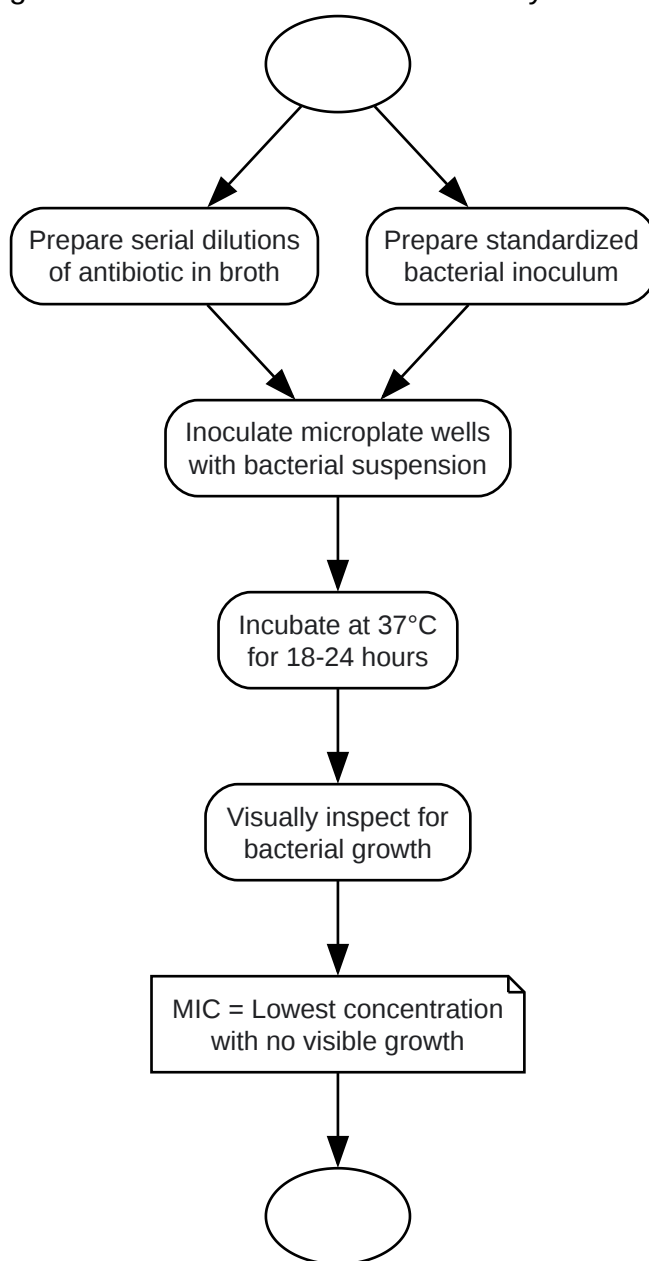 Prepare serial dilutions
of antibiotic in broth
Prepare standardized
bacterial inoculum
Inoculate microplate wells
with bacterial suspension
Incubate at 37°C
for 18-24 hours
Visually inspect for
bacterial growth
MIC = Lowest concentration
with no visible growth